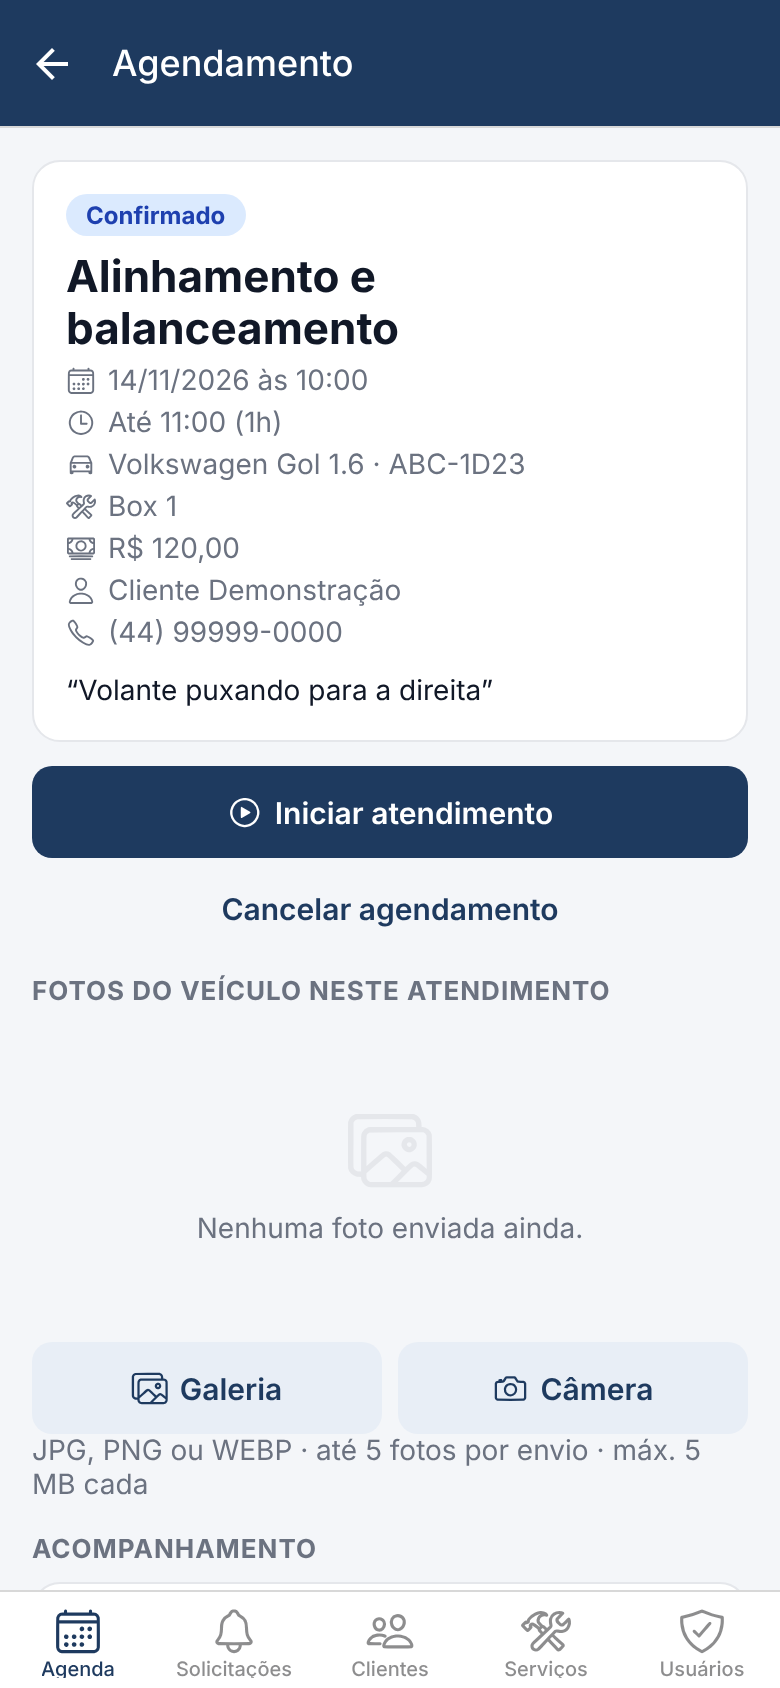 Agendamento
Confirmado
Alinhamento e
balanceamento
14/11/2026 às 10:00
Até 11:00 (1h)
Volkswagen Gol 1.6 · ABC-1D23
Box 1
R$ 120,00
Cliente Demonstração
(44) 99999-0000
“Volante puxando para a direita”
Iniciar atendimento
Cancelar agendamento
FOTOS DO VEÍCULO NESTE ATENDIMENTO
Nenhuma foto enviada ainda.
Galeria
Câmera
JPG, PNG ou WEBP · até 5 fotos por envio · máx. 5
MB cada
ACOMPANHAMENTO
Agenda
Solicitações
Clientes
Serviços
Usuários